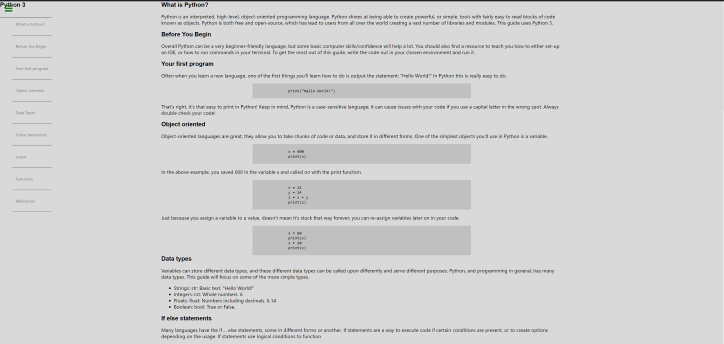 Python 3
What is Python?
Before You Begin
Your first program
Object oriented
Data Types
If else statements
Loops
Functions
References
What is Python?
Python is an interpreted, high-level, object-oriented programming language. Python shines at being able to create powerful, or simple, tools with fairly easy to read blocks of code
known as objects. Python is both free and open-source, which has lead to users from all over the world creating a vast number of libraries and modules. This guide uses Python 3.
Before You Begin
Overall Python can be a very beginner-friendly language, but some basic computer skills/confidence will help a lot. You should also find a resource to teach you how to either set-up
an IDE, or how to run commands in your terminal. To get the most out of this guide, write the code out in your chosen environment and run it.
Your first program
Often when you learn a new language, one of the first things you'll learn how to do is output the statement: "Hello World!" In Python this is really easy to do.
print("Hello World!")
That's right, it's that easy to print in Python! Keep in mind, Python is a case-sensitive language; it can cause issues with your code if you use a capital letter in the wrong spot. Always
double check your code!
Object oriented
Object-oriented languages are great, they allow you to take chunks of code or data, and store it in different forms. One of the simplest objects you'll use in Python is a variable.
x = 600
print(x)
In the above example, you saved 600 in the variable x and called on with the print function.
x = 12
y = 14
z = x + y
print(z)
Just because you assign a variable to a value, doesn't mean it's stuck that way forever, you can re-assign variables later on in your code.
print(x)
x = 20
print(x)
Data types
Variables can store different data types, and these different data types can be called upon differently and serve different purposes. Python, and programming in general, has many
data types. This guide will focus on some of the more simple types.
Strings: str: Basic text. "Hello World!"
Integers: int: Whole numbers. 6
Floats: float: Numbers including decimals. 6.14
Boolean: bool: True or False.
If else statements
Many languages have the if ... else statements, some in different forms or another. If statements are a way to execute code if certain conditions are present, or to create options
depending on the usage. If statements use logical conditions to function